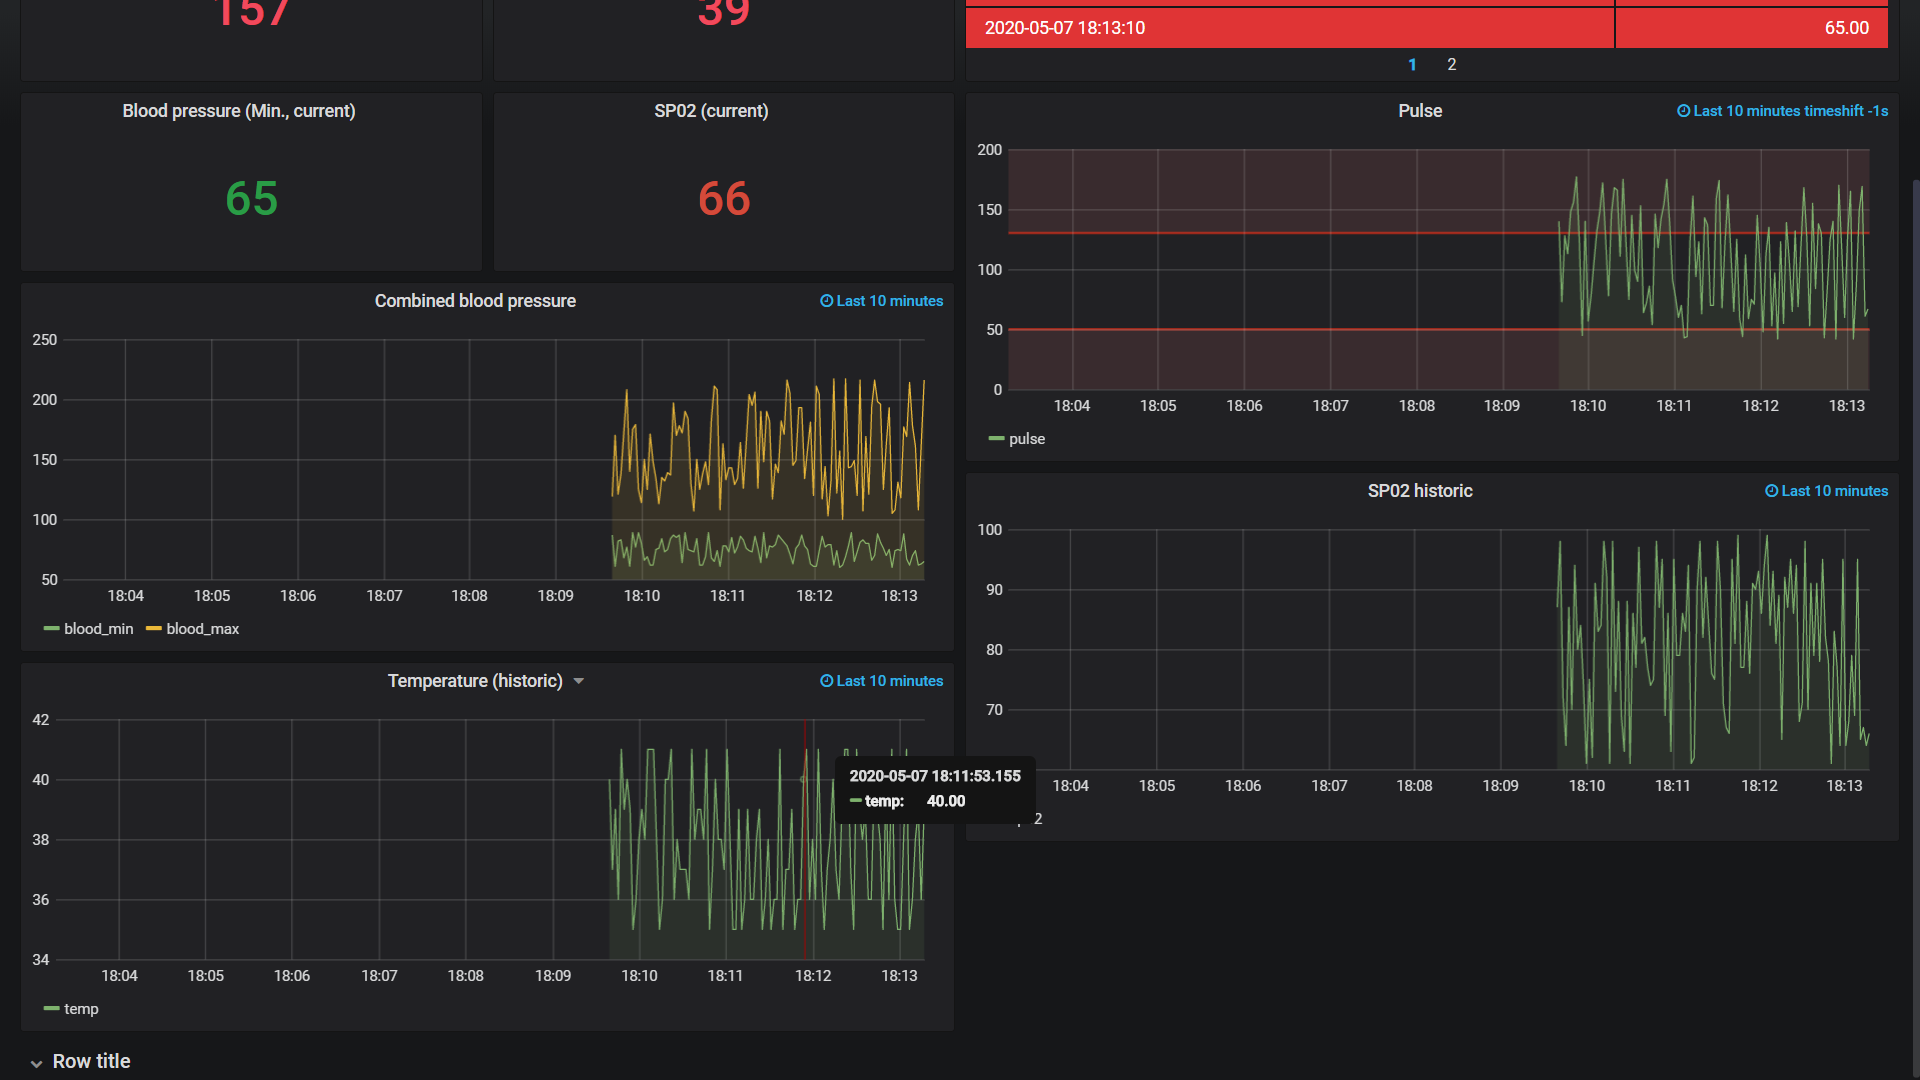 157
39
2020-05-07 18:13:10 65.00
1 2
Blood pressure (Min., current)
65
SP02 (current)
66
Pulse
Last 10 minutes timeshift -1s
200
150
100
50
0
18:04 18:05 18:06 18:07 18:08 18:09 18:10 18:11 18:12 18:13
pulse
Combined blood pressure
Last 10 minutes
250
200
150
100
50
18:04 18:05 18:06 18:07 18:08 18:09 18:10 18:11 18:12 18:13
blood_min blood_max
SP02 historic
Last 10 minutes
100
90
80
70
18:04 18:05 18:06 18:07 18:08 18:09 18:10 18:11 18:12 18:13
2
Temperature (historic)
Last 10 minutes
42
40
38
36
34
18:04 18:05 18:06 18:07 18:08 18:09 18:10 18:11 18:12 18:13
temp
2020-05-07 18:11:53.155
temp: 40.00
Row title